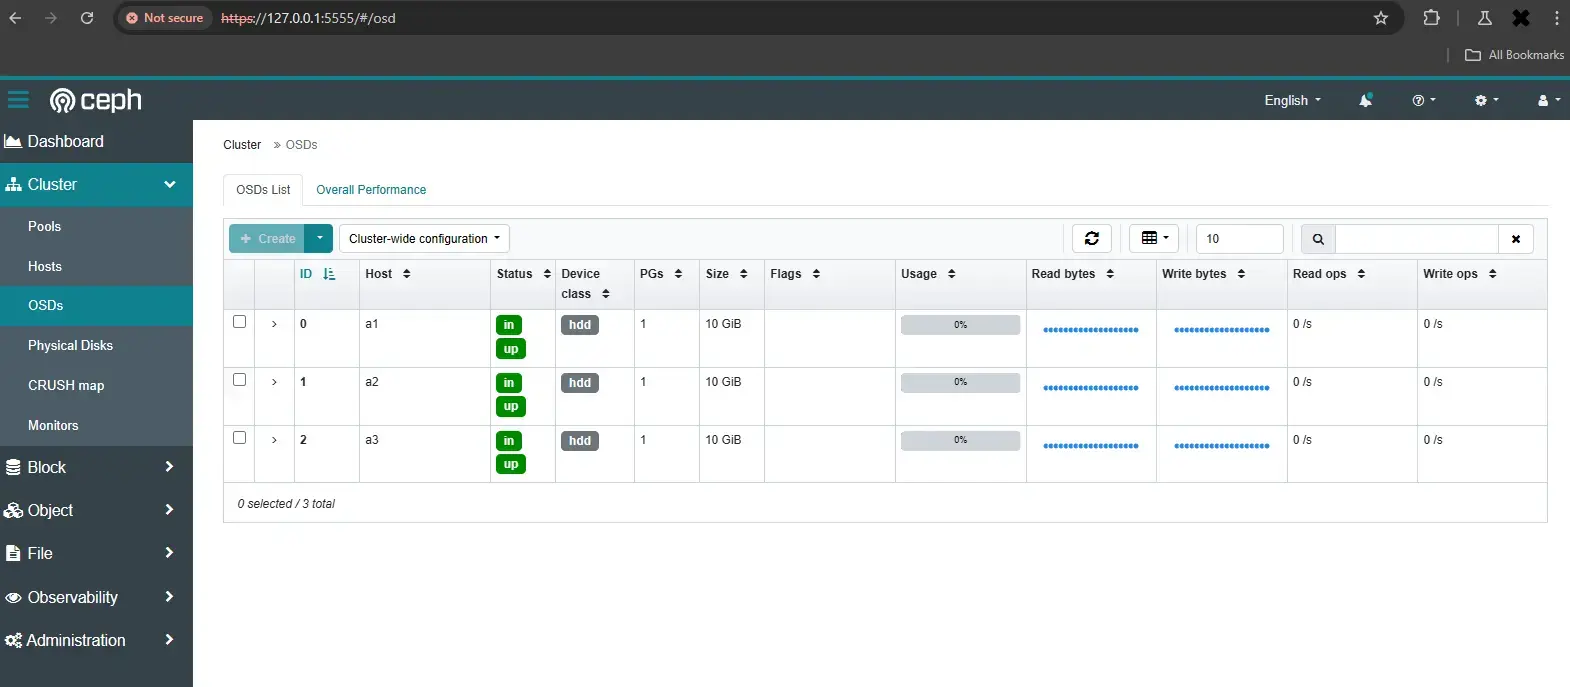 Not secure https://127.0.0.1:5555/#/osd
All Bookmarks
ceph
English
Dashboard
Cluster
Pools
Hosts
OSDs
Physical Disks
CRUSH map
Monitors
Block
Object
File
Observability
Administration
Cluster » OSDs
OSDs List Overall Performance
+ Create Cluster-wide configuration 10
ID Host Status Device class PGs Size Flags Usage Read bytes Write bytes Read ops Write ops
0 a1 in up hdd 1 10 GiB 0% 0 /s 0 /s
1 a2 in up hdd 1 10 GiB 0% 0 /s 0 /s
2 a3 in up hdd 1 10 GiB 0% 0 /s 0 /s
0 selected / 3 total